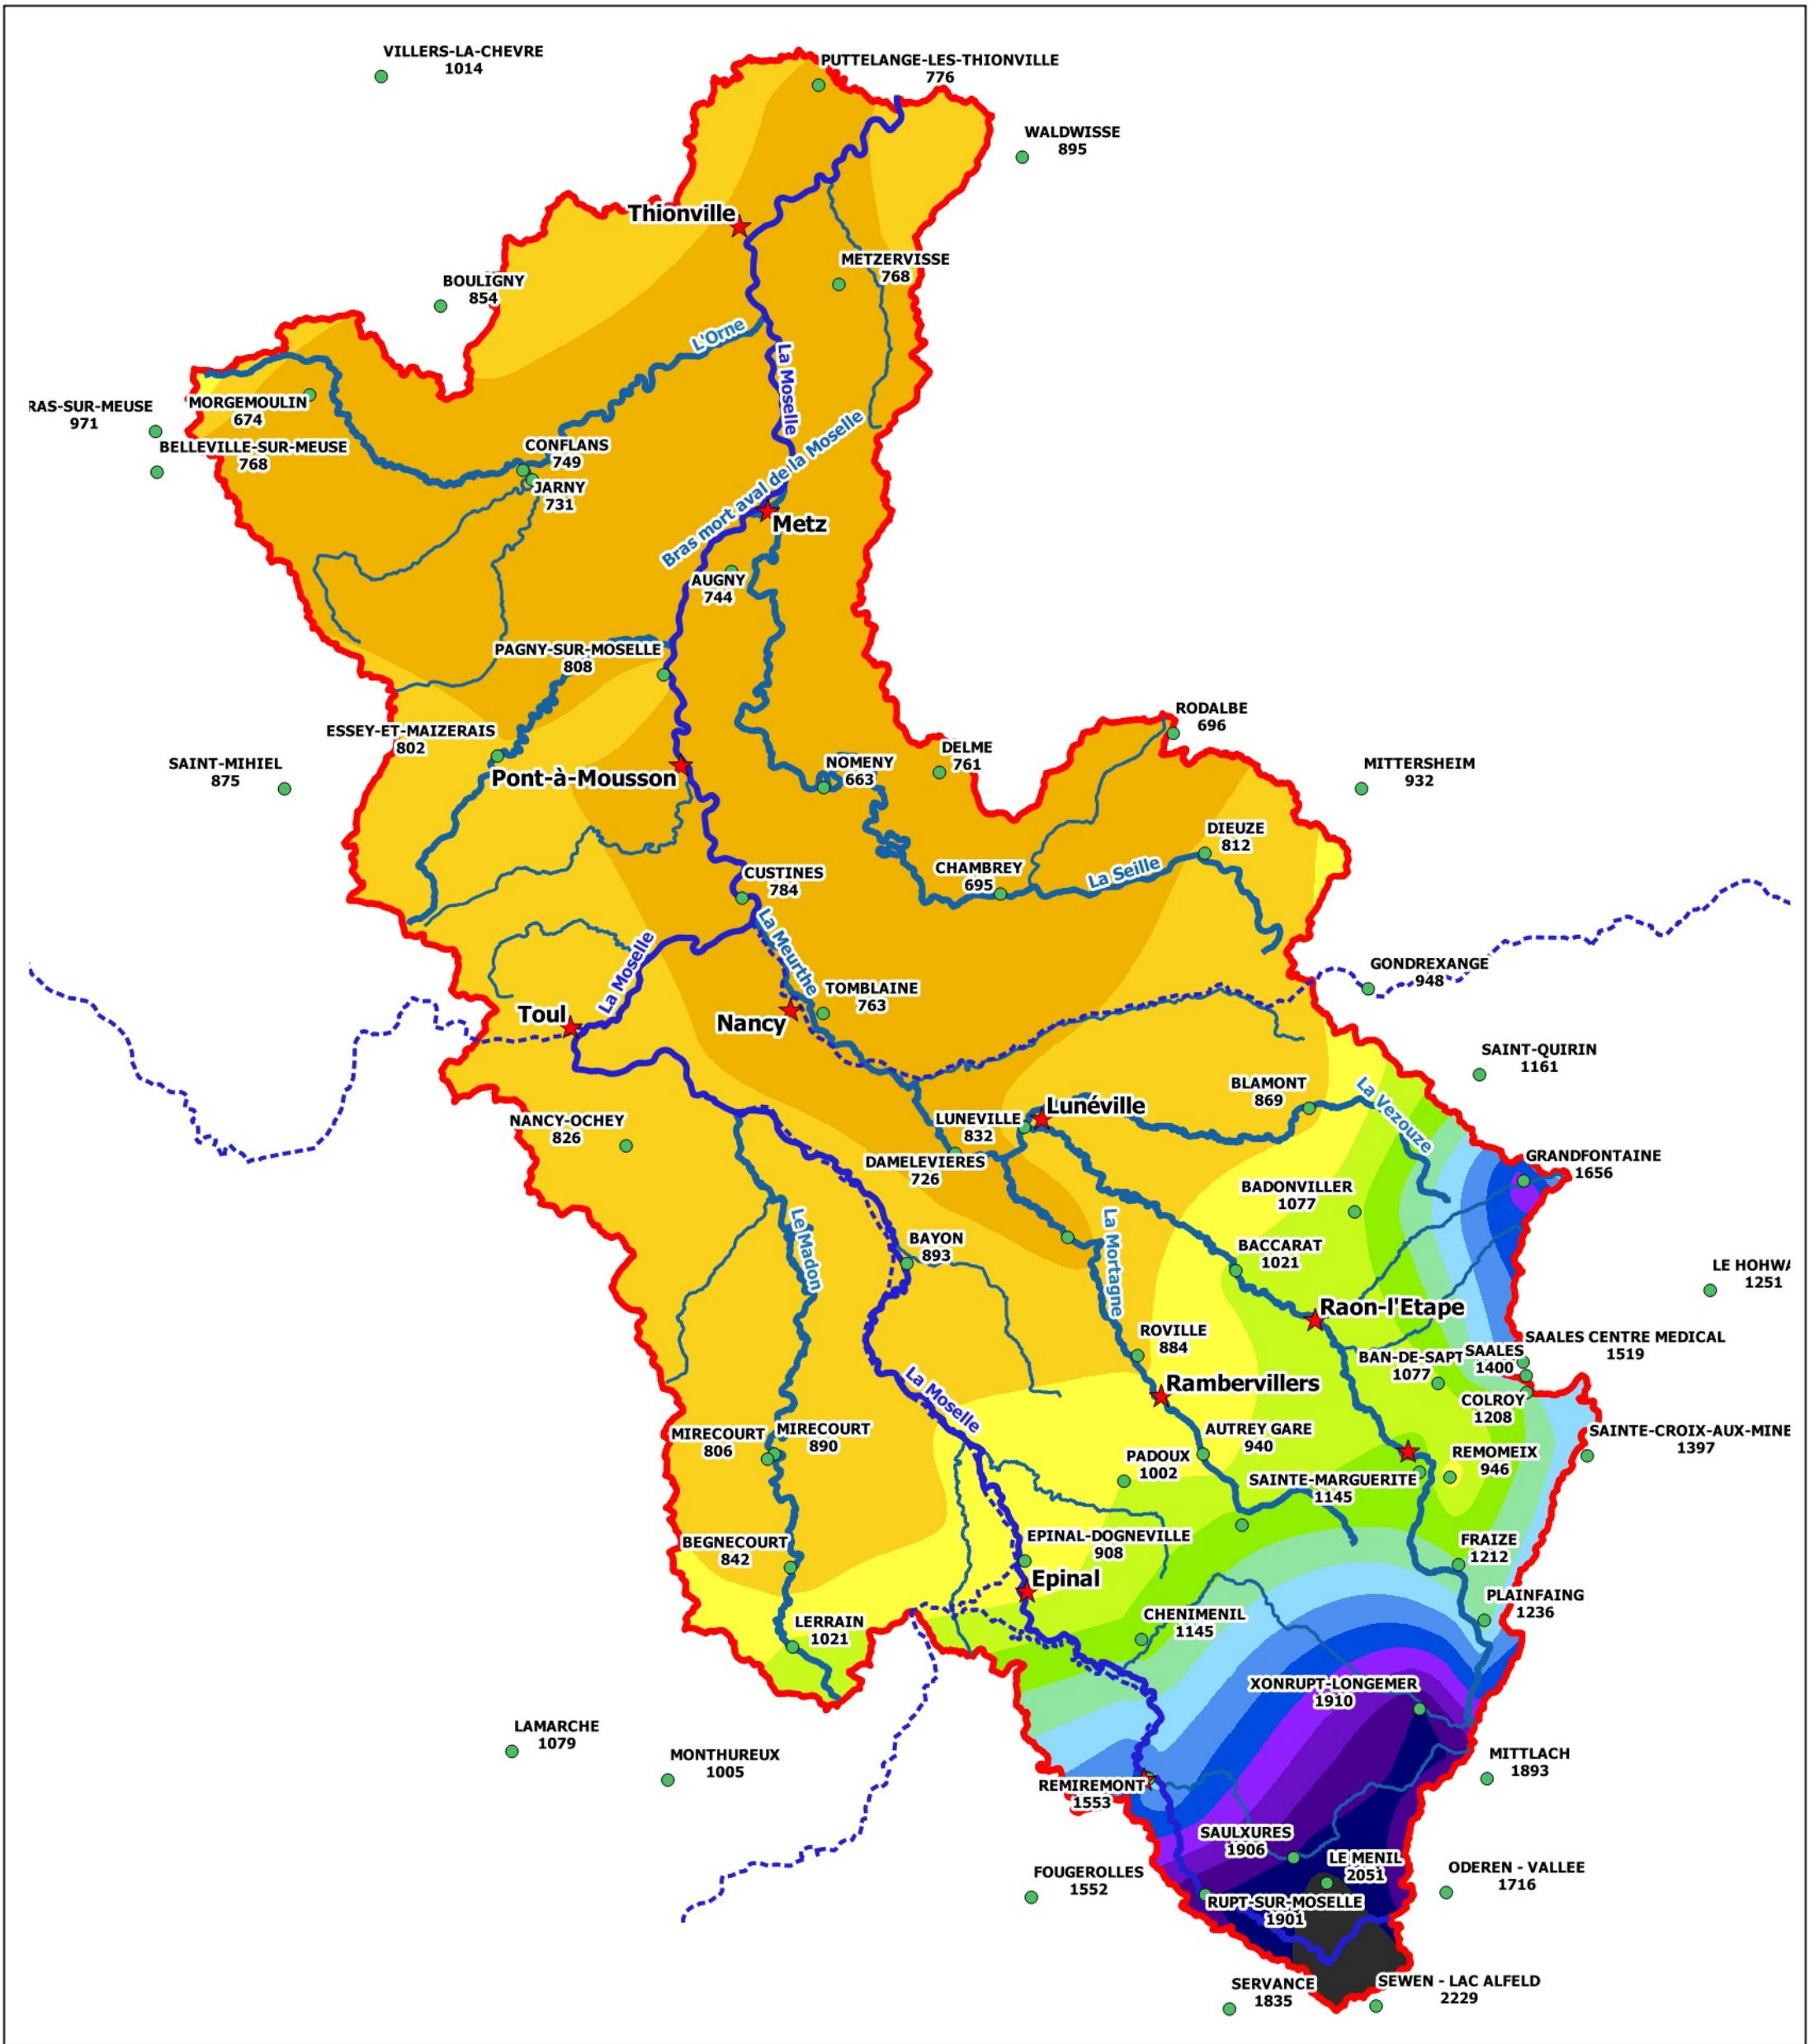 VILLERS-LA-CHEVRE
1014
PUTTELANGE-LES-THIONVILLE
776
WALDWISSE
895
Thionville
METZERVISSE
768
BOULIGNY
854
L'Orne
La Moselle
MORGEMOULIN
674
RAS-SUR-MEUSE
971
BELLEVILLE-SUR-MEUSE
768
CONFLANS
749
JARNY
731
Bras mort aval de la Moselle
Metz
AUGNY
744
PAGNY-SUR-MOSELLE
808
ESSEY-ET-MAIZERAIS
802
SAINT-MIHIEL
875
Pont-à-Mousson
NOMENY
663
DELME
761
RODALBE
696
MITTERSHEIM
932
DIEUZE
812
CHAMBREY
695
La Seille
CUSTINES
784
La Meurthe
La Moselle
GONDREXANGE
948
TOMBLAINE
763
Toul
Nancy
SAINT-QUIRIN
1161
BLAMONT
869
La Vezouze
NANCY-OCHEY
826
LUNEVILLE
832
Lunéville
DAMELEVIERES
726
GRANDFONTAINE
1656
BADONVILLER
1077
Le Madon
La Mortagne
BAYON
893
BACCARAT
1021
LE HOHWA
1251
Raon-l'Etape
ROVILLE
884
SAALES CENTRE MEDICAL
1519
BAN-DE-SAPT
1077
SAALES
1400
COLROY
1208
Rambervillers
La Moselle
MIRECOURT
806
MIRECOURT
890
AUTREY GARE
940
PADOUX
1002
SAINTE-MARGUERITE
1145
REMOMEIX
946
SAINTE-CROIX-AUX-MINE
1397
BEGNECOURT
842
EPINAL-DOGNEVILLE
908
Epinal
FRAIZE
1212
PLAINFAING
1236
LERRAIN
1021
CHENIMENIL
1145
XONRUPT-LONGEMER
1910
LAMARCHE
1079
MONTHUREUX
1005
MITTLACH
1893
REMIREMONT
1553
SAULXURES
1906
LE MENIL
2051
FOUGEROLLES
1552
ODEREN - VALLEE
1716
RUPT-SUR-MOSELLE
1901
SERVANCE
1835
SEWEN - LAC ALFELD
2229